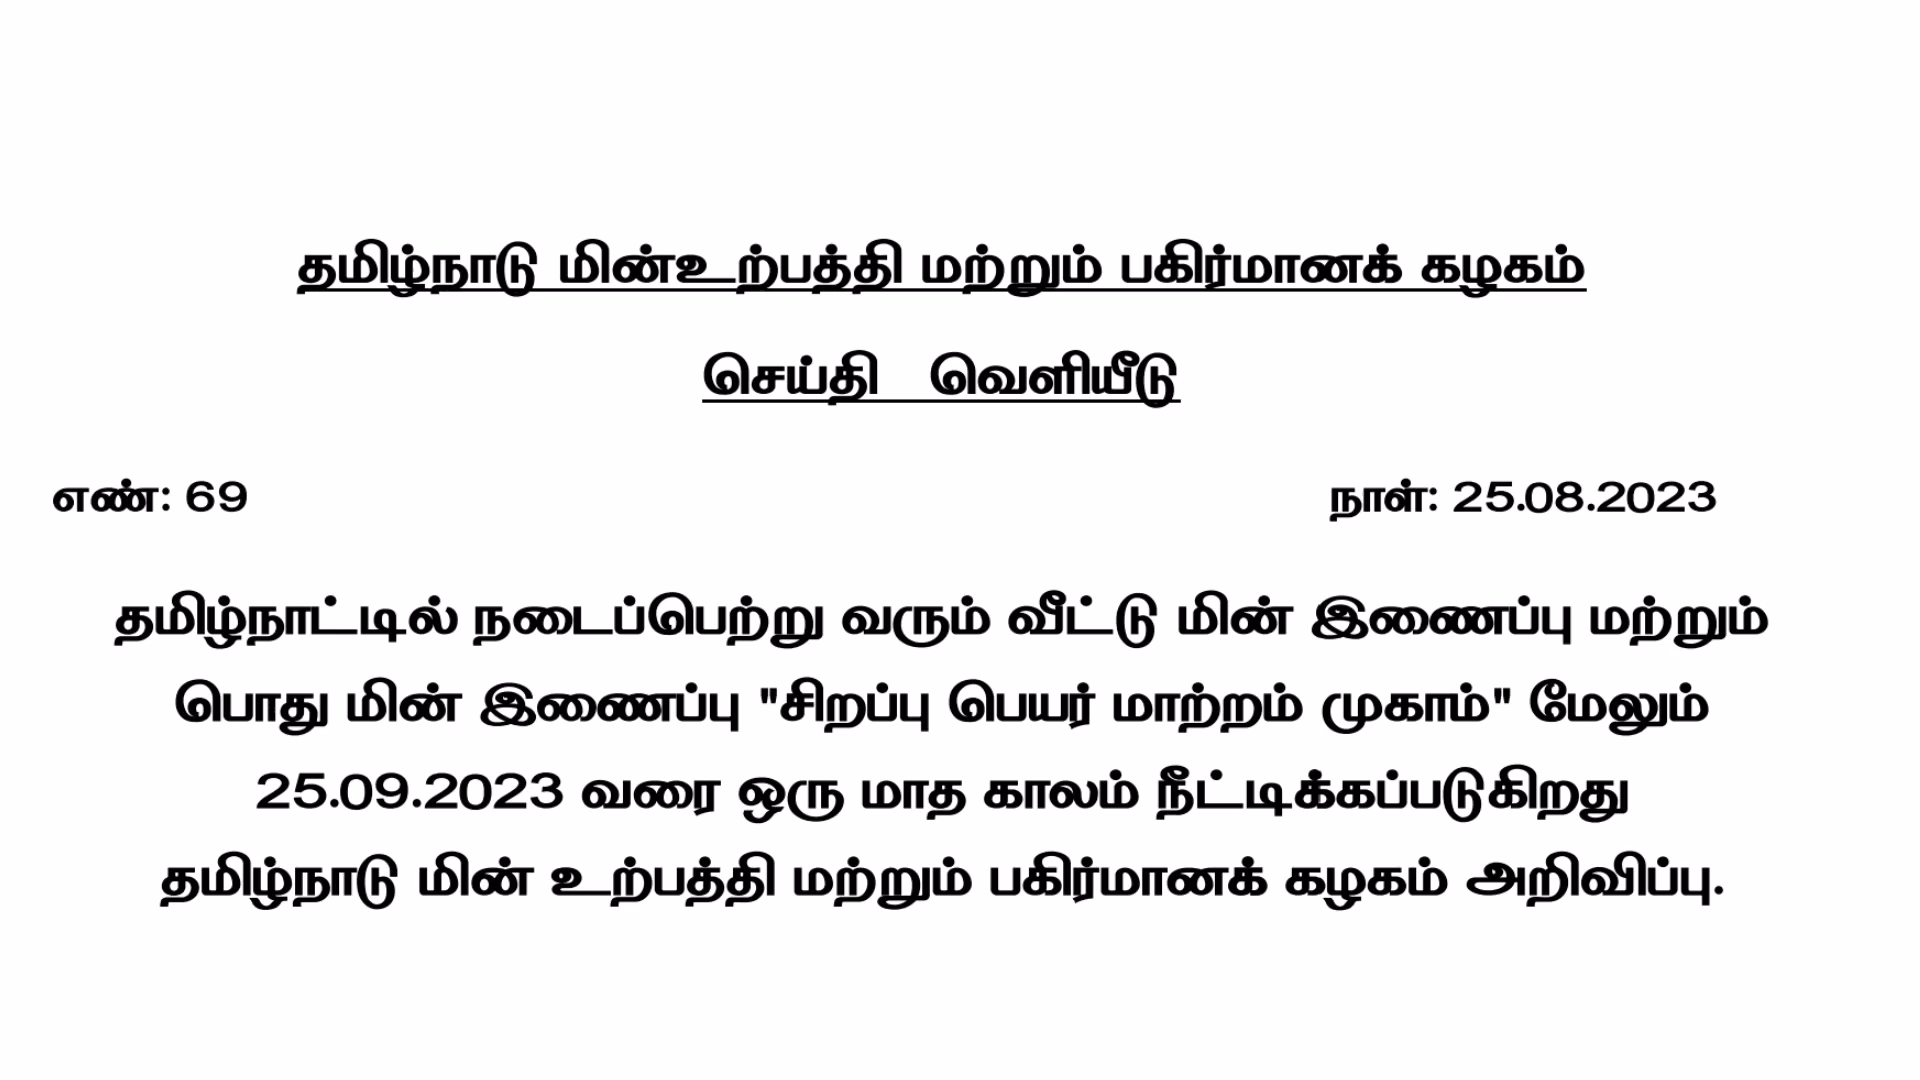 தமிழ்நாடு மின்உற்பத்தி மற்றும் பகிர்மானக் கழகம்
செய்தி வெளியீடு
எண்: 69 நாள்: 25.08.2023
தமிழ்நாட்டில் நடைப்பெற்று வரும் வீட்டு மின் இணைப்பு மற்றும்
பொது மின் இணைப்பு "சிறப்பு பெயர் மாற்றம் முகாம்" மேலும்
25.09.2023 வரை ஒரு மாத காலம் நீட்டிக்கப்படுகிறது
தமிழ்நாடு மின் உற்பத்தி மற்றும் பகிர்மானக் கழகம் அறிவிப்பு.